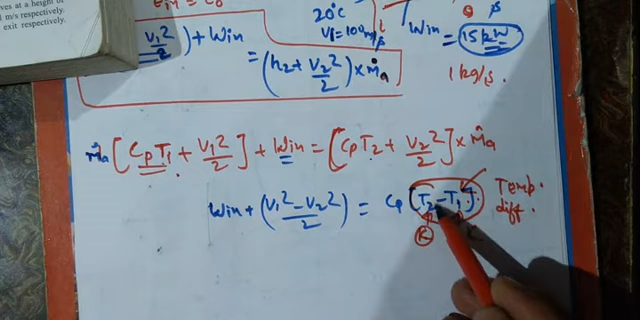 ves at a height of
l m/s respectively.
exit respectively.
20°C
V1=100m/s
Win
= 15 kW
1 kg/s.
V1²/2) + Win
= (h2 + V2²/2) × ṁa
ṁa [CpT1 + V1²/2] + Win = [CpT2 + V2²/2] × ṁa
Win + (V1² - V2²/2) = Cp [T2 - T1].
Temp.
diff.
K